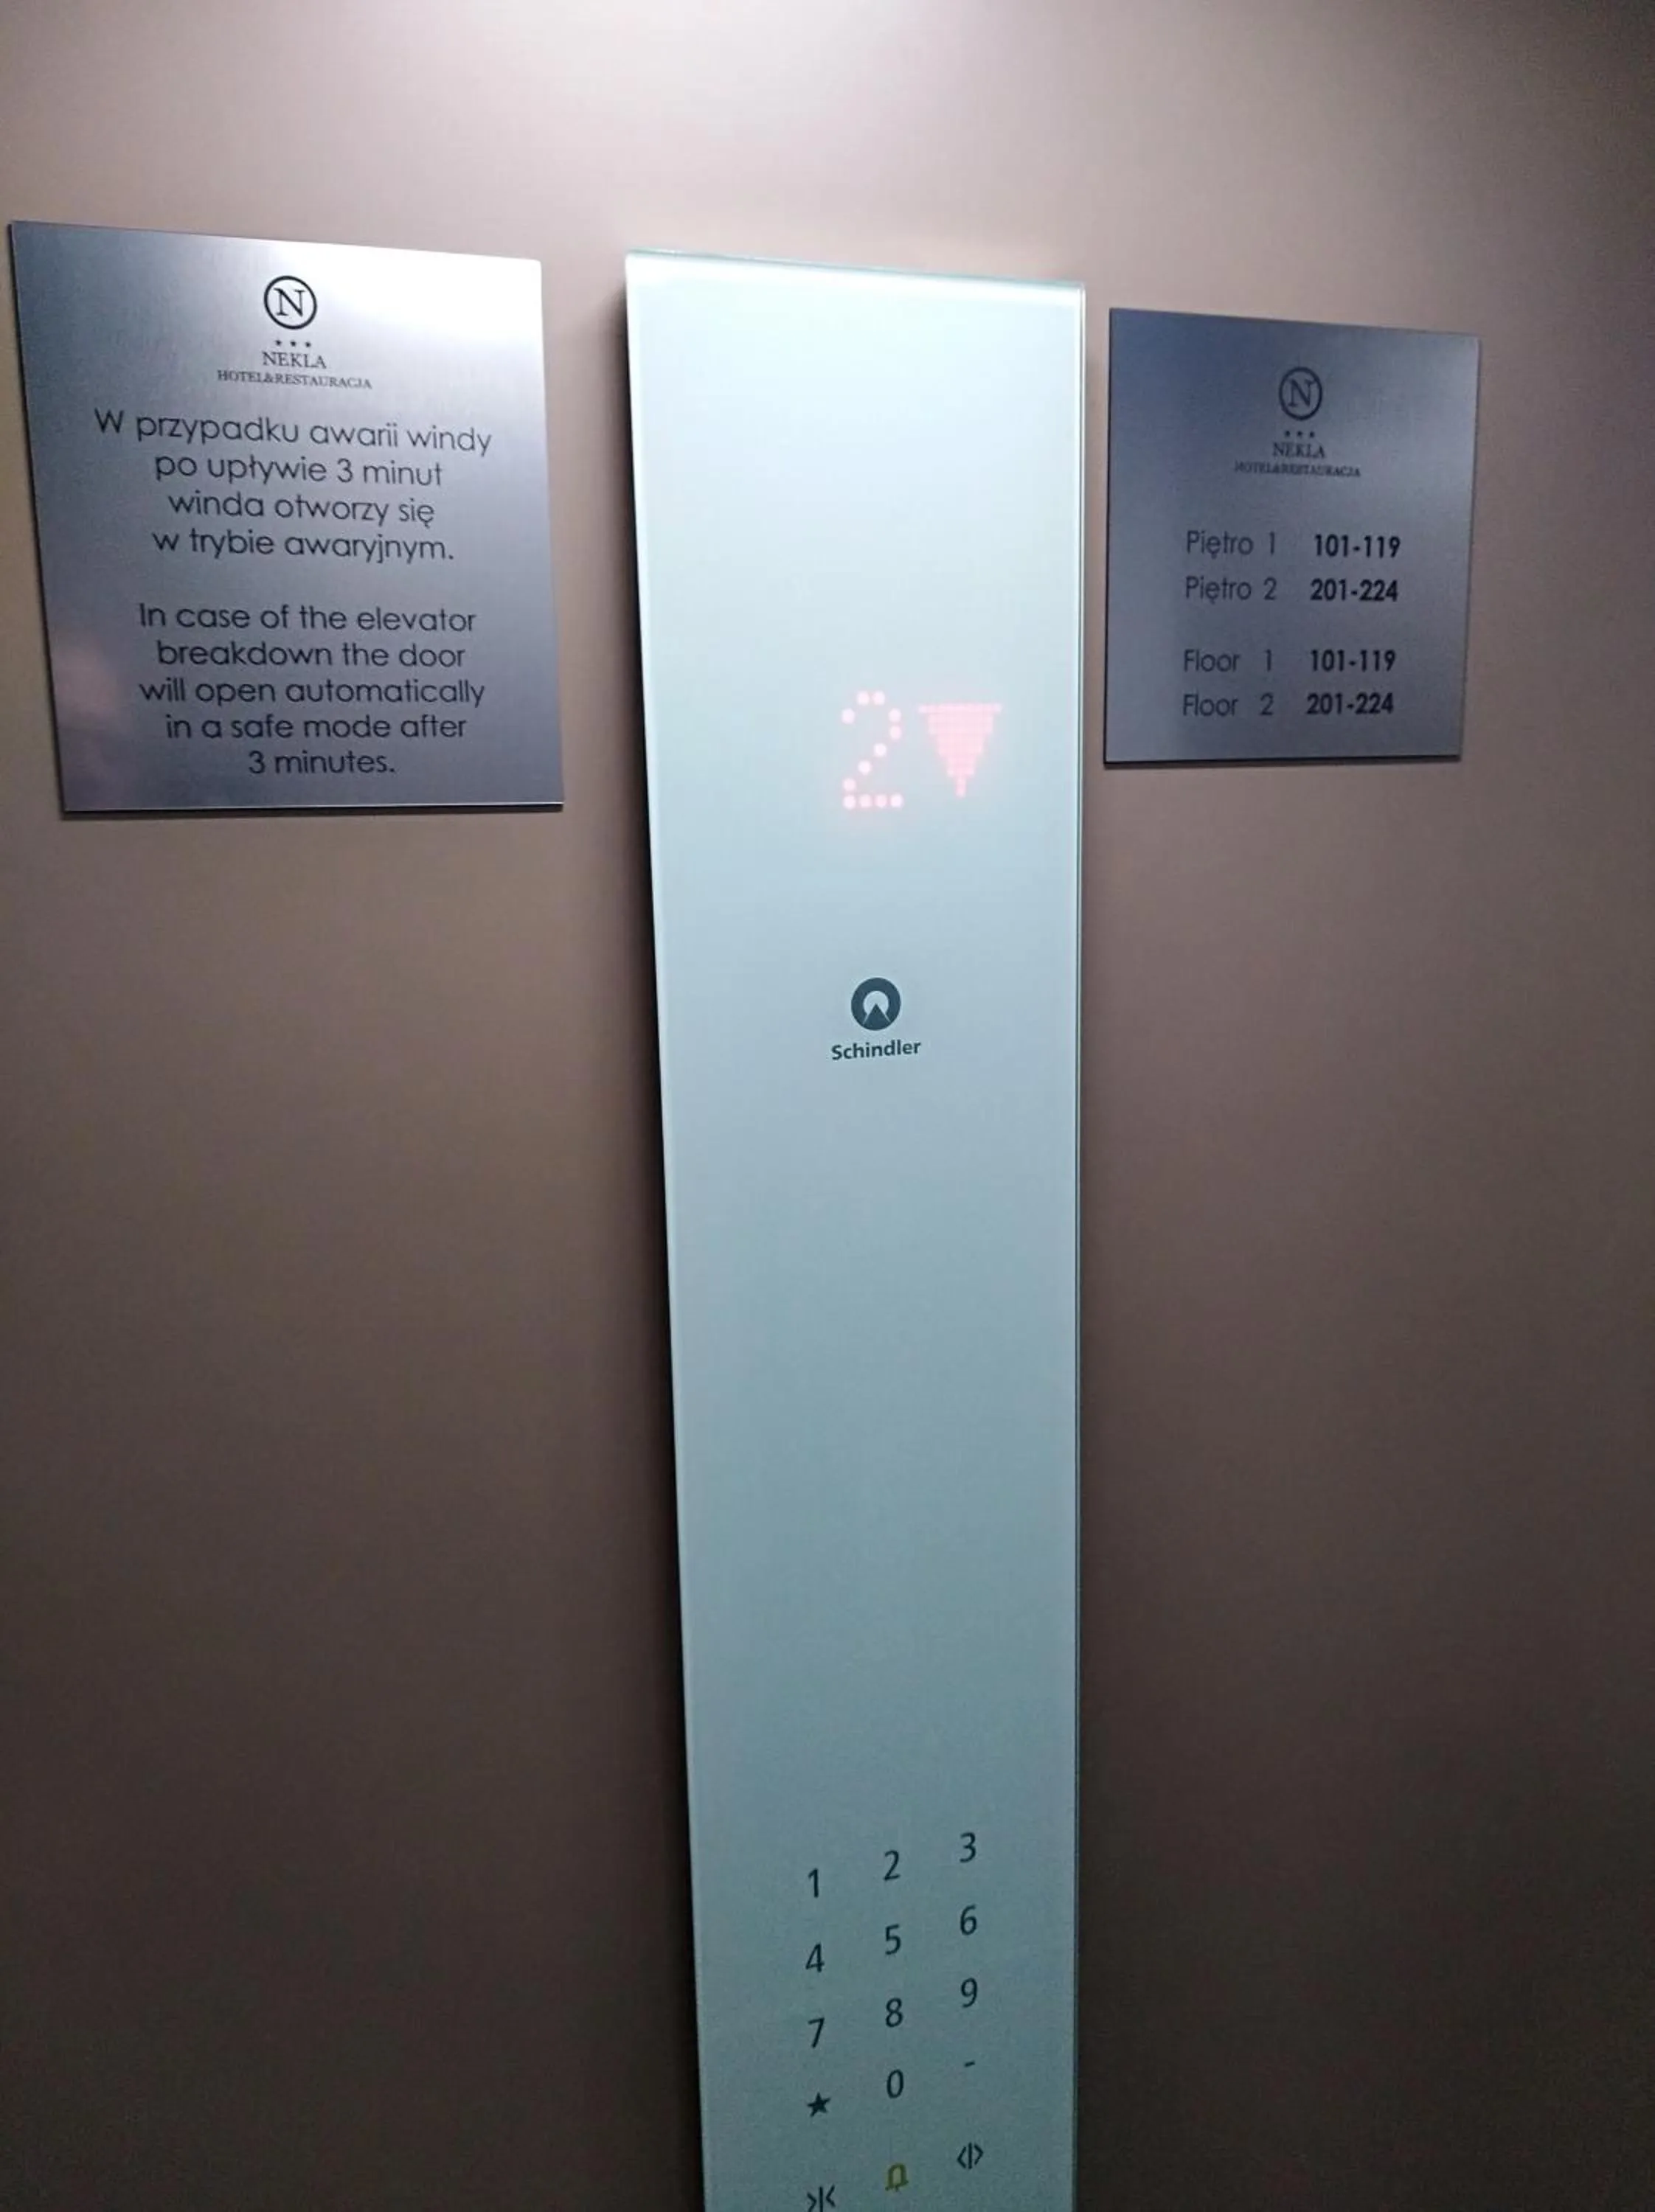 N
NEKLA
HOTEL&RESTAURACJA
W przypadku awarii windy
po upływie 3 minut
winda otworzy się
w trybie awaryjnym.
In case of the elevator
breakdown the door
will open automatically
in a safe mode after
3 minutes.
2
Schindler
1 2 3
4 5 6
7 8 9
★ 0 -
N
NEKLA
HOTEL&RESTAURACJA
Piętro 1 101-119
Piętro 2 201-224
Floor 1 101-119
Floor 2 201-224